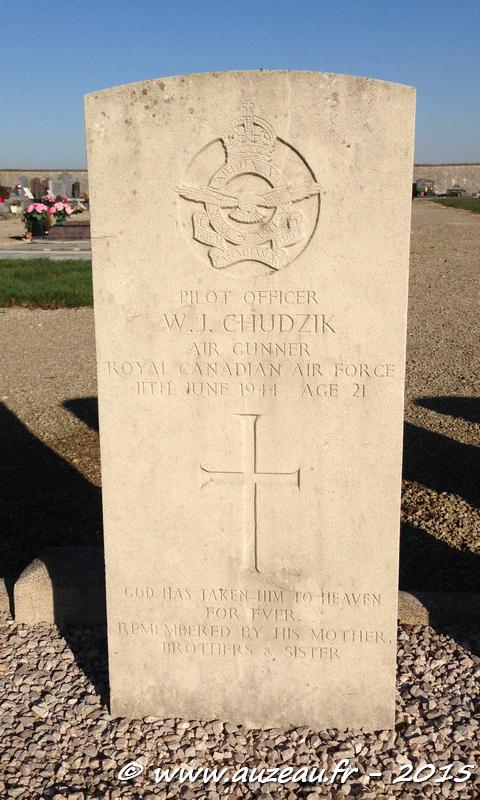 PILOT OFFICER
W. J. CHUDZIK
AIR GUNNER
ROYAL CANADIAN AIR FORCE
11TH JUNE 1944 AGE 21
GOD HAS TAKEN HIM TO HEAVEN
FOR EVER.
REMEMBERED BY HIS MOTHER,
BROTHERS & SISTER
© www.auzeau.fr - 2015